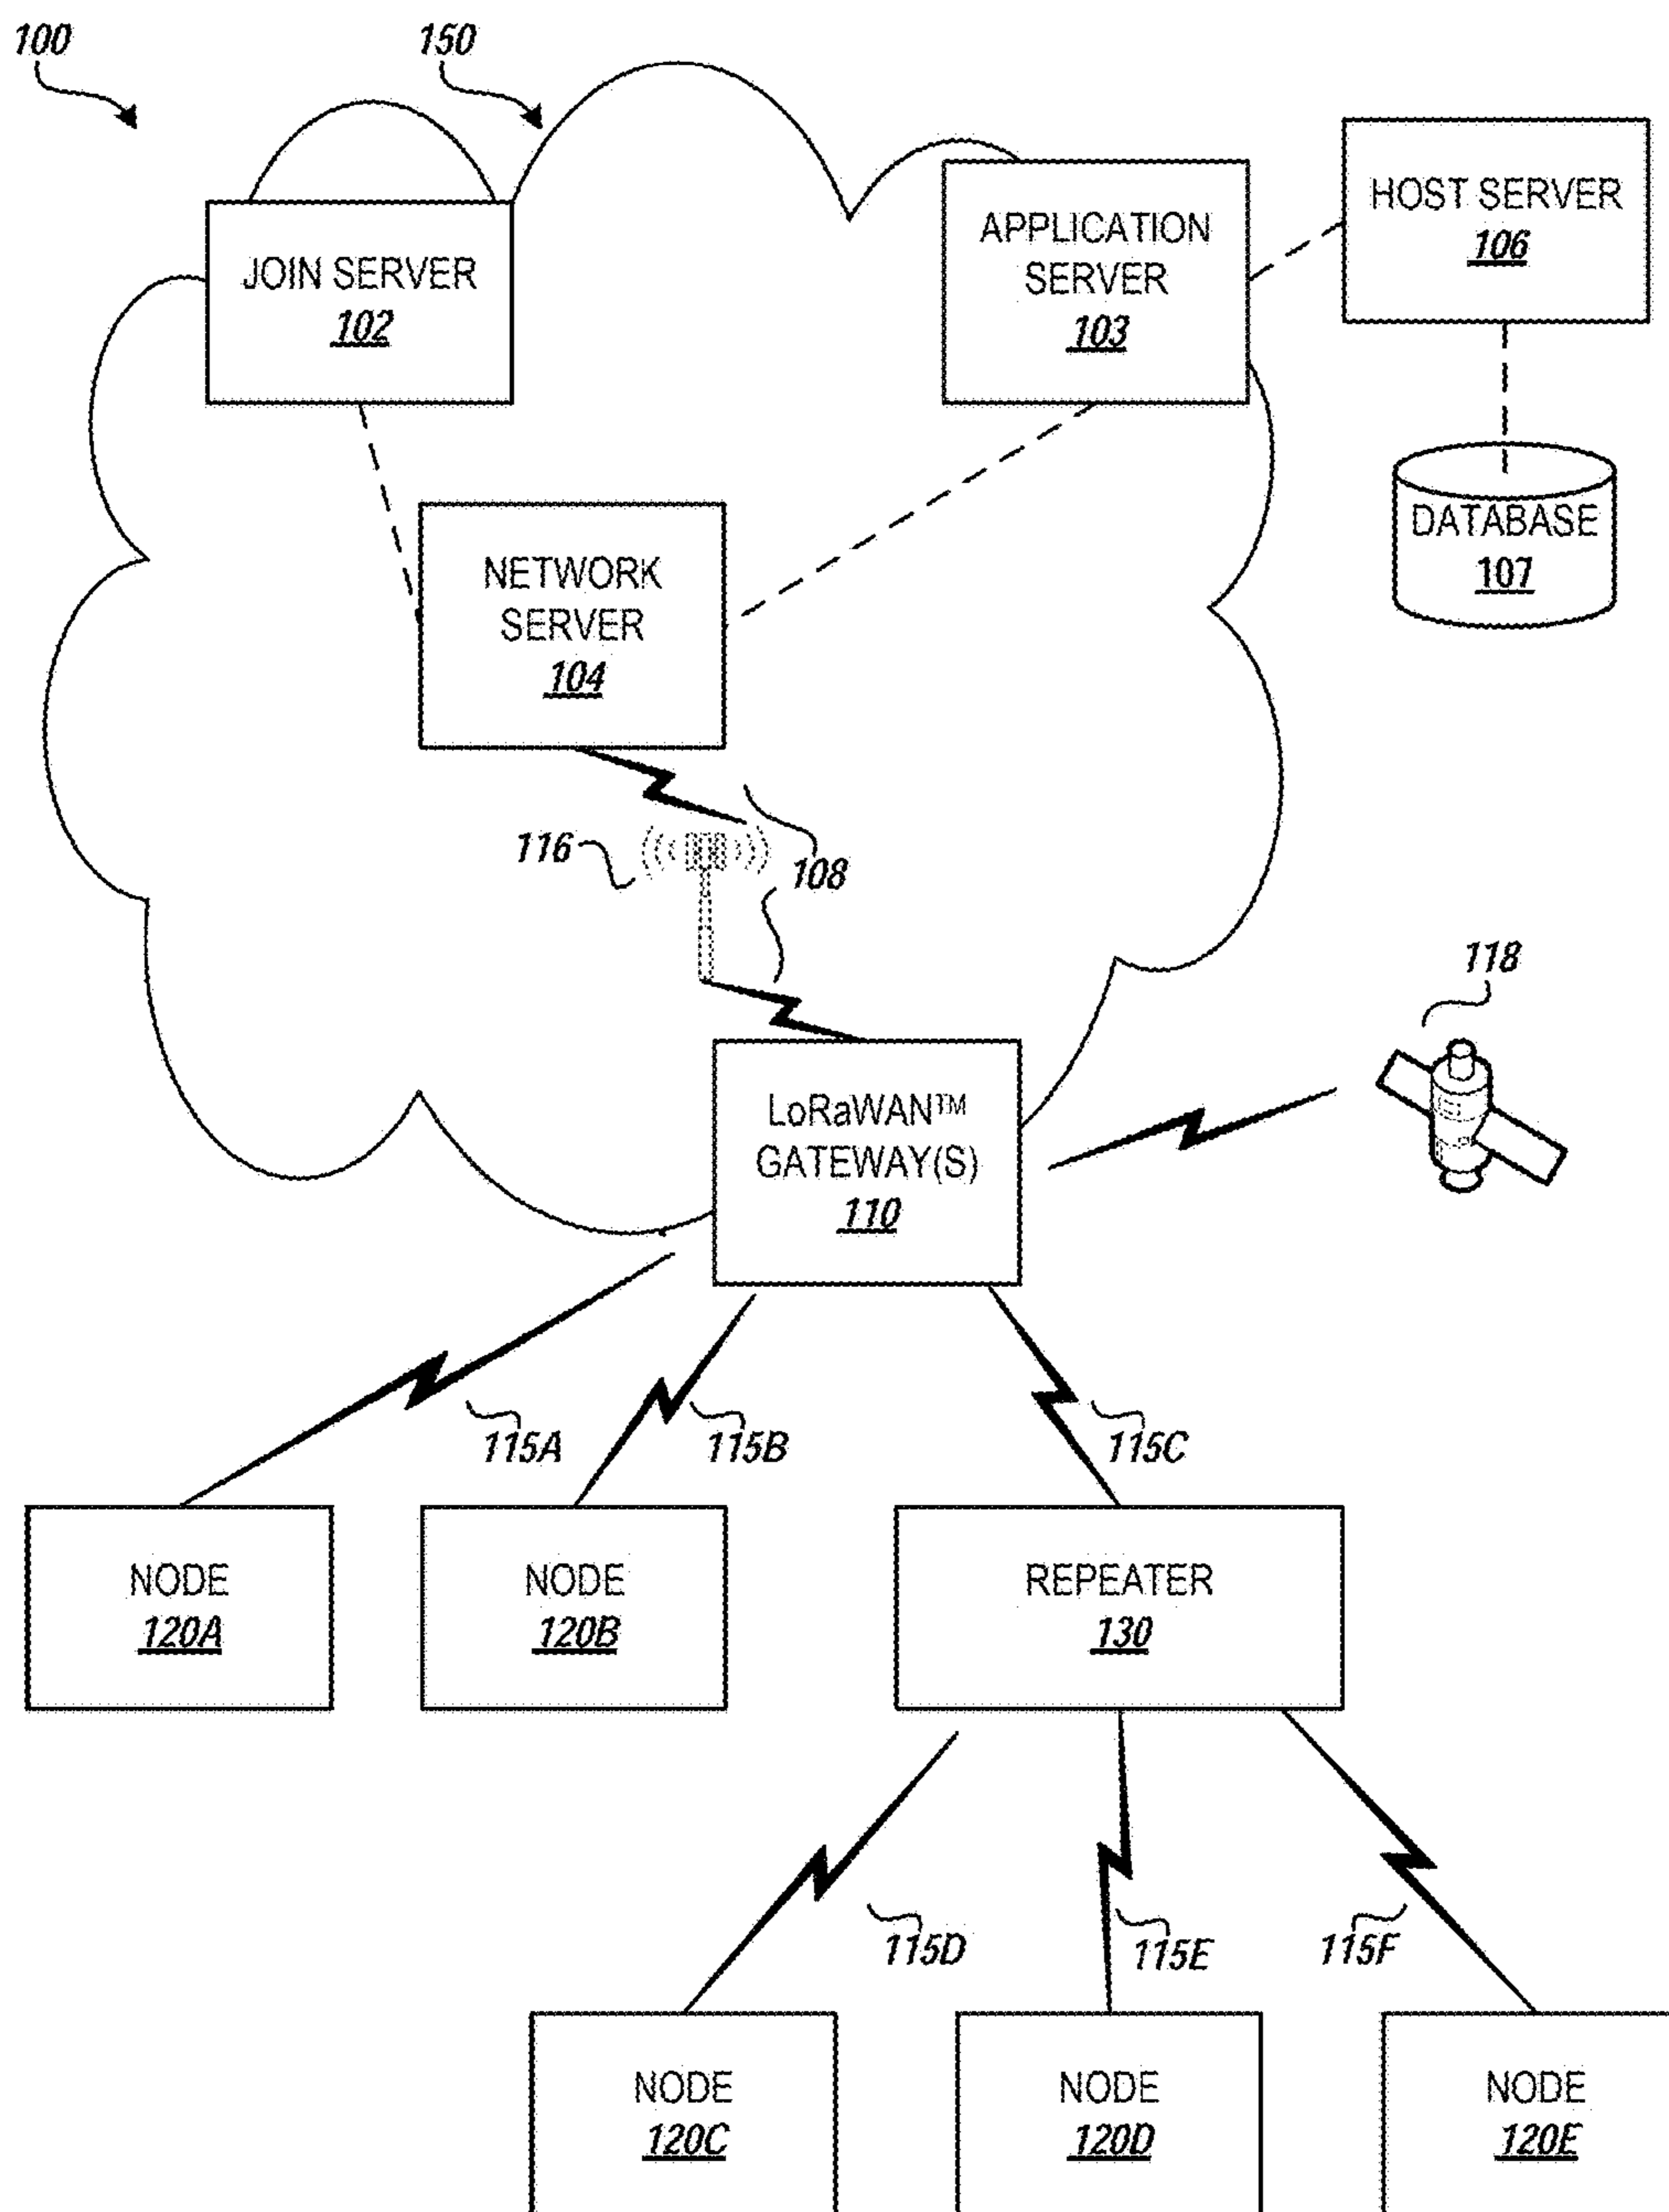 100
150
JOIN SERVER
102
APPLICATION
SERVER
103
HOST SERVER
106
DATABASE
107
NETWORK
SERVER
104
116
108
118
LoRaWAN™
GATEWAY(S)
110
115A
115B
115C
NODE
120A
NODE
120B
REPEATER
130
115D
115E
115F
NODE
120C
NODE
120D
NODE
120E